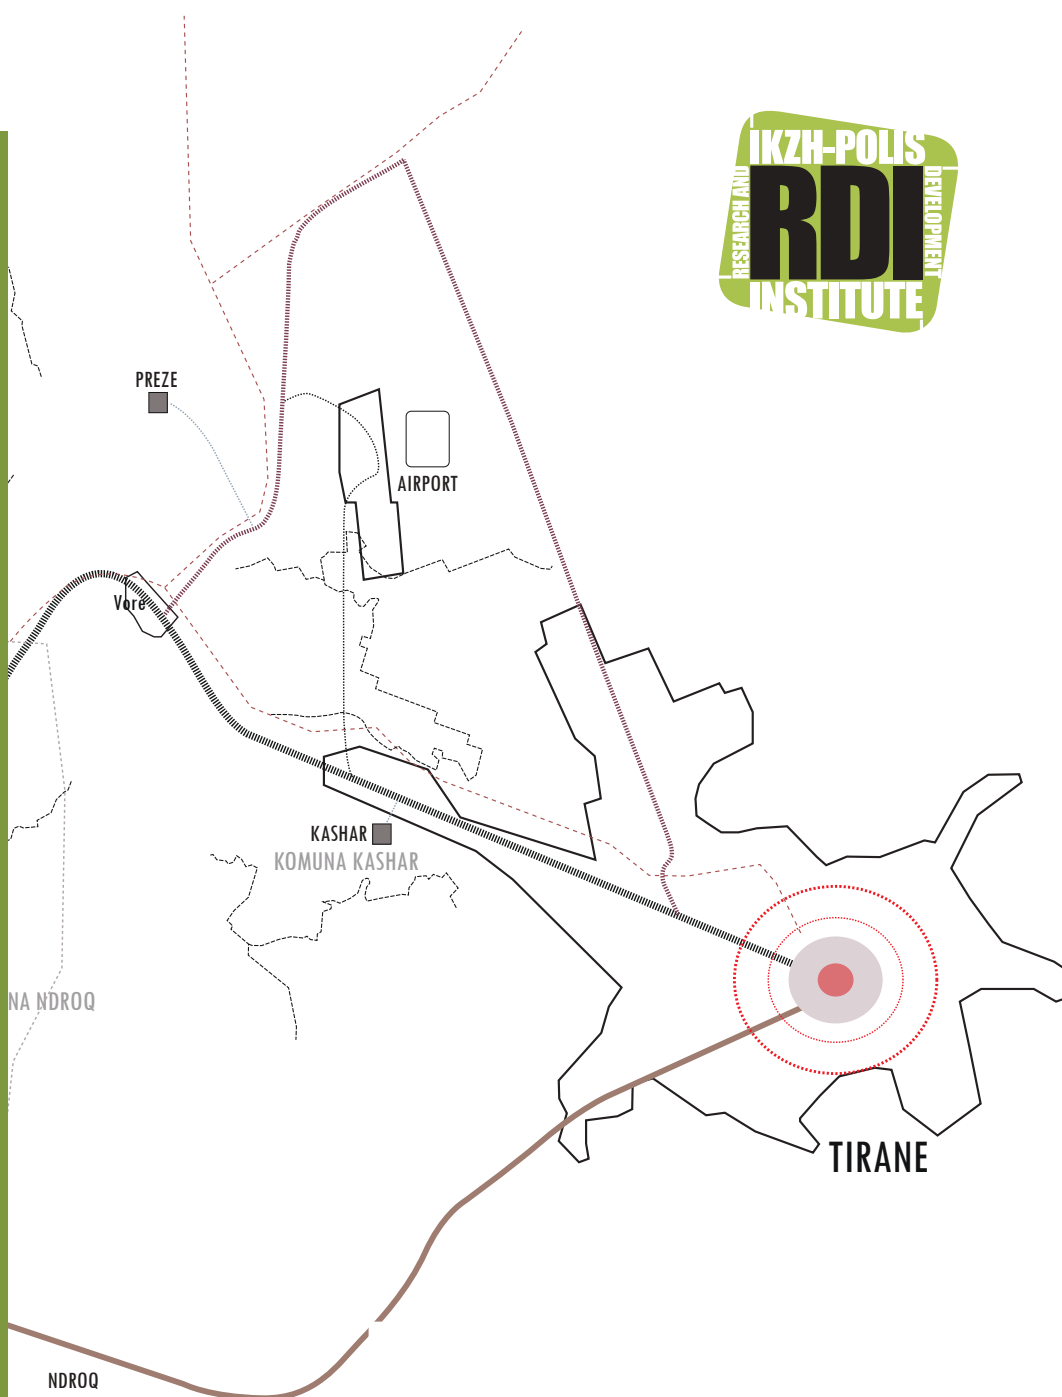 IKZH-POLIS
RESEARCH AND
RDI
DEVELOPMENT
INSTITUTE
PREZE
AIRPORT
Vore
KASHAR
KOMUNA KASHAR
NA NDROQ
TIRANE
NDROQ